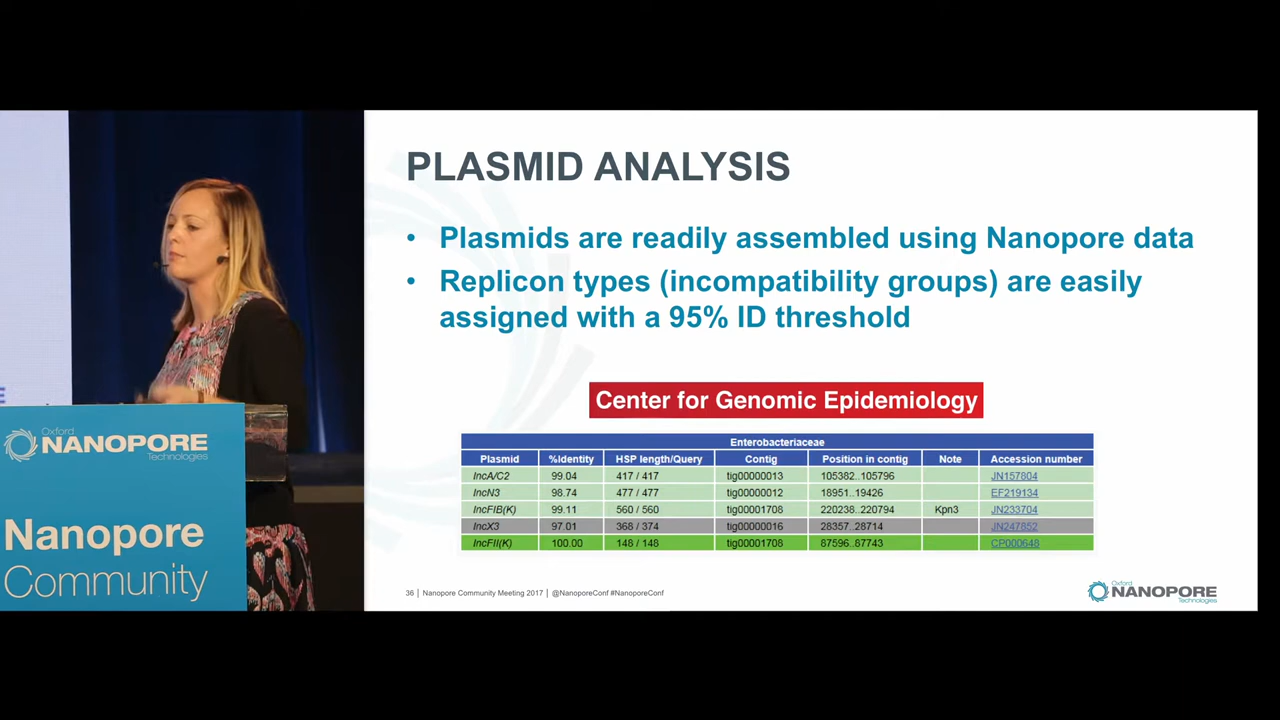 PLASMID ANALYSIS
• Plasmids are readily assembled using Nanopore data
• Replicon types (incompatibility groups) are easily
assigned with a 95% ID threshold
Center for Genomic Epidemiology
Enterobacteriaceae
Plasmid %Identity HSP length/Query Contig Position in contig Note Accession number
IncA/C2 99.04 417 / 417 tig00000013 105382..105796 JN157804
IncN3 98.74 477 / 477 tig00000012 18951..19426 EF219134
IncFIB(K) 99.11 560 / 560 tig00001708 220238..220794 Kpn3 JN233704
IncX3 97.01 368 / 374 tig00000016 28357..28714 JN247852
IncFII(K) 100.00 148 / 148 tig00001708 87596..87743 CP000648
36 | Nanopore Community Meeting 2017 | @NanoporeConf #NanoporeConf
Oxford
NANOPORE
Technologies
Oxford
NANOPORE
Technologies
Nanopore
Community